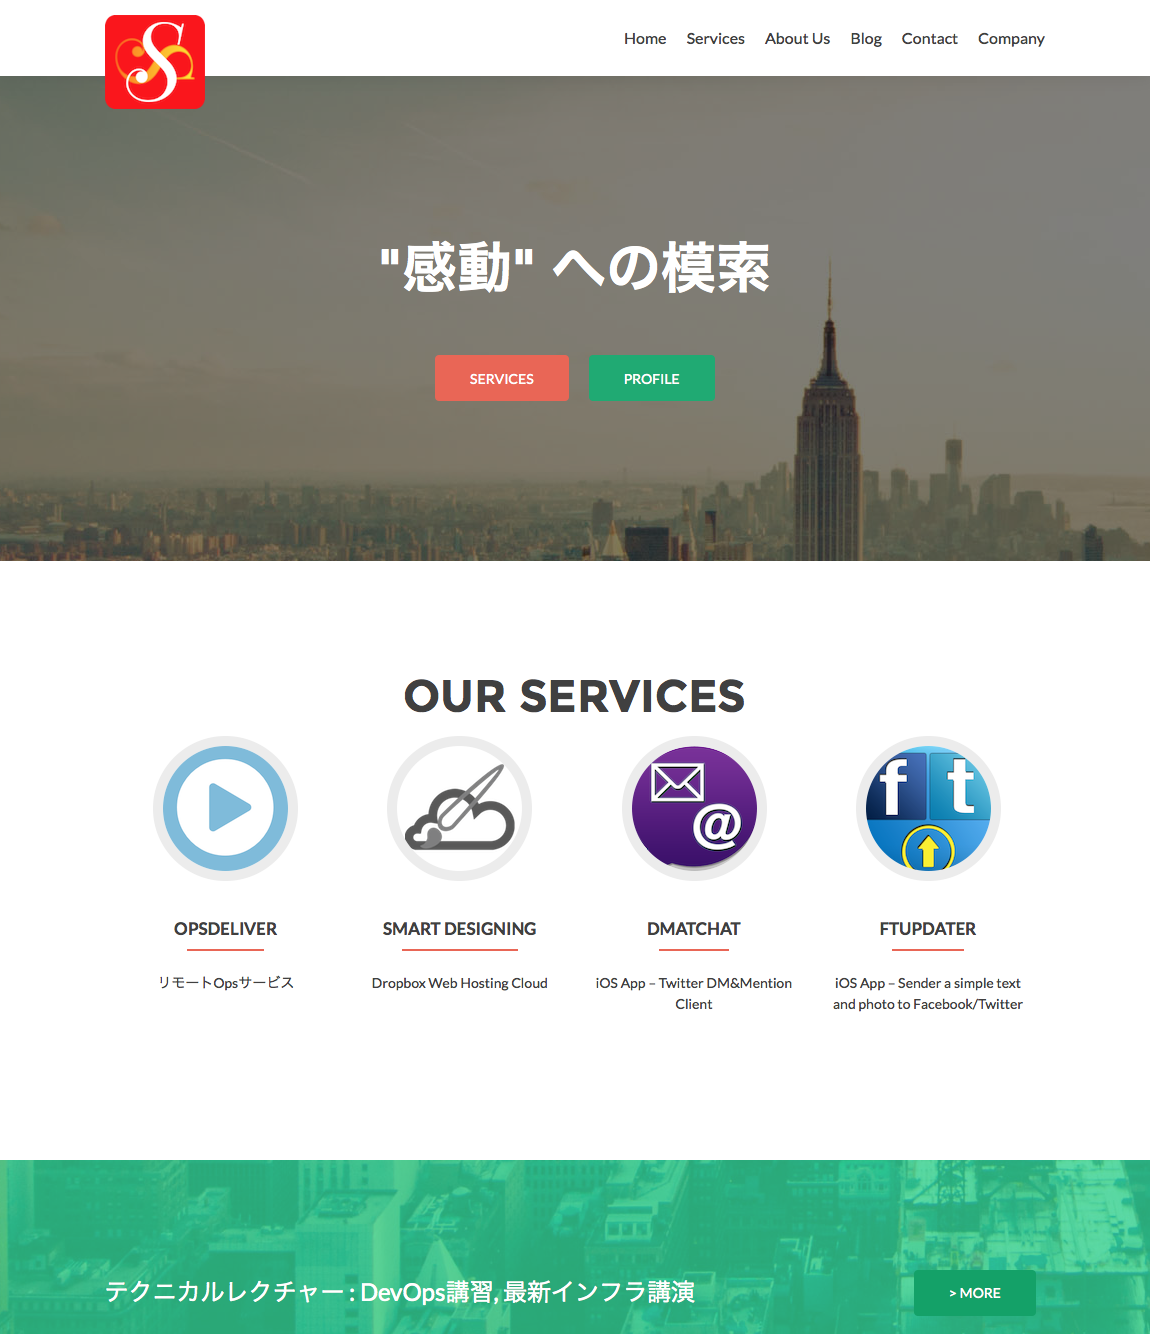 Home Services About Us Blog Contact Company
"感動" への模索
SERVICES PROFILE
OUR SERVICES
OPSDELIVER
リモートOpsサービス
SMART DESIGNING
Dropbox Web Hosting Cloud
DMATCHAT
iOS App – Twitter DM&Mention
Client
FTUPDATER
iOS App – Sender a simple text
and photo to Facebook/Twitter
テクニカルレクチャー : DevOps講習, 最新インフラ講演
> MORE